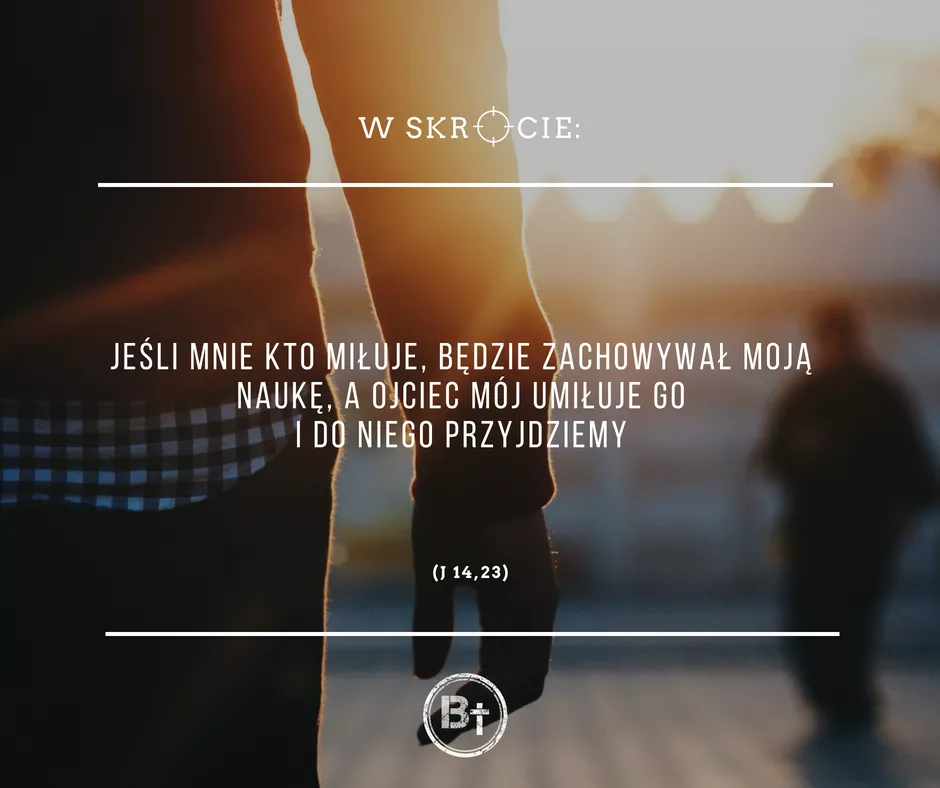 W SKRÓCIE:
JEŚLI MNIE KTO MIŁUJE, BĘDZIE ZACHOWYWAŁ MOJĄ
NAUKĘ, A OJCIEC MÓJ UMIŁUJE GO
I DO NIEGO PRZYJDZIEMY
(J 14,23)
B†